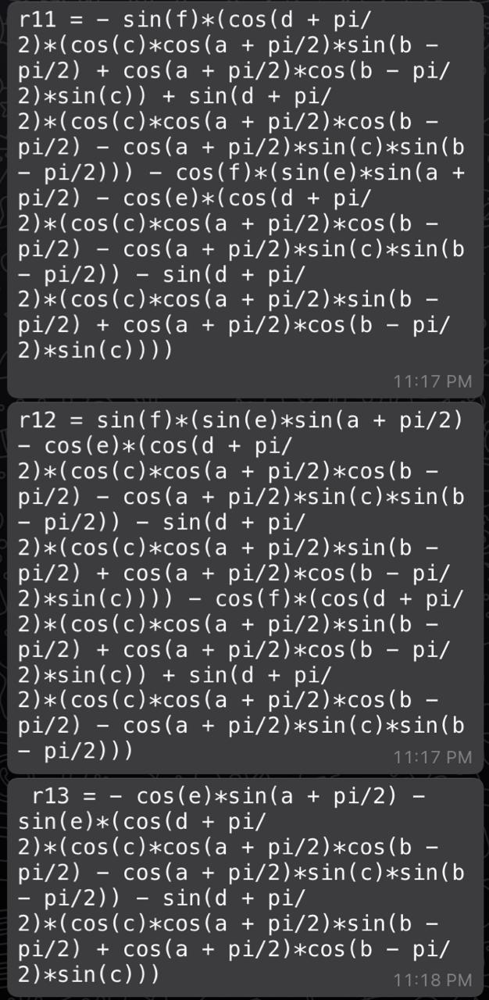 r11 = − sin(f)*(cos(d + pi/
2)*(cos(c)*cos(a + pi/2)*sin(b −
pi/2) + cos(a + pi/2)*cos(b − pi/
2)*sin(c)) + sin(d + pi/
2)*(cos(c)*cos(a + pi/2)*cos(b −
pi/2) − cos(a + pi/2)*sin(c)*sin(b
− pi/2))) − cos(f)*(sin(e)*sin(a +
pi/2) − cos(e)*(cos(d + pi/
2)*(cos(c)*cos(a + pi/2)*cos(b −
pi/2) − cos(a + pi/2)*sin(c)*sin(b
− pi/2)) − sin(d + pi/
2)*(cos(c)*cos(a + pi/2)*sin(b −
pi/2) + cos(a + pi/2)*cos(b − pi/
2)*sin(c))))
11:17 PM
r12 = sin(f)*(sin(e)*sin(a + pi/2)
− cos(e)*(cos(d + pi/
2)*(cos(c)*cos(a + pi/2)*cos(b −
pi/2) − cos(a + pi/2)*sin(c)*sin(b
− pi/2)) − sin(d + pi/
2)*(cos(c)*cos(a + pi/2)*sin(b −
pi/2) + cos(a + pi/2)*cos(b − pi/
2)*sin(c)))) − cos(f)*(cos(d + pi/
2)*(cos(c)*cos(a + pi/2)*sin(b −
pi/2) + cos(a + pi/2)*cos(b − pi/
2)*sin(c)) + sin(d + pi/
2)*(cos(c)*cos(a + pi/2)*cos(b −
pi/2) − cos(a + pi/2)*sin(c)*sin(b
− pi/2)))
11:17 PM
r13 = − cos(e)*sin(a + pi/2) −
sin(e)*(cos(d + pi/
2)*(cos(c)*cos(a + pi/2)*cos(b −
pi/2) − cos(a + pi/2)*sin(c)*sin(b
− pi/2)) − sin(d + pi/
2)*(cos(c)*cos(a + pi/2)*sin(b −
pi/2) + cos(a + pi/2)*cos(b − pi/
2)*sin(c)))
11:18 PM